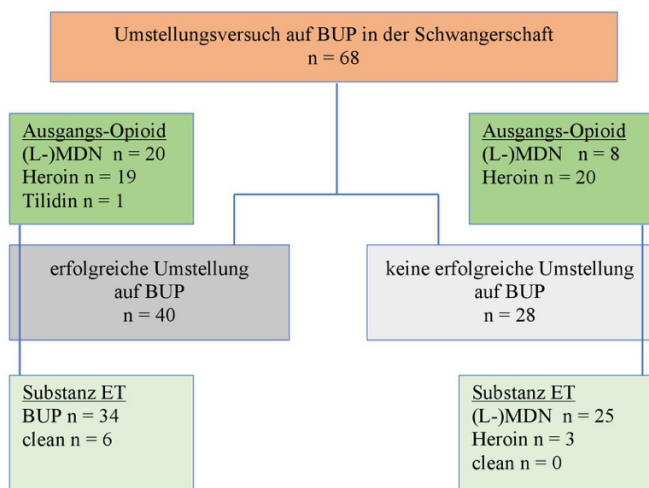 Umstellungsversuch auf BUP in der Schwangerschaft
n = 68
Ausgangs-Opioid
(L-)MDN n = 20
Heroin n = 19
Tilidin n = 1
Ausgangs-Opioid
(L-)MDN n = 8
Heroin n = 20
erfolgreiche Umstellung
auf BUP
n = 40
keine erfolgreiche Umstellung
auf BUP
n = 28
Substanz ET
BUP n = 34
clean n = 6
Substanz ET
(L-)MDN n = 25
Heroin n = 3
clean n = 0